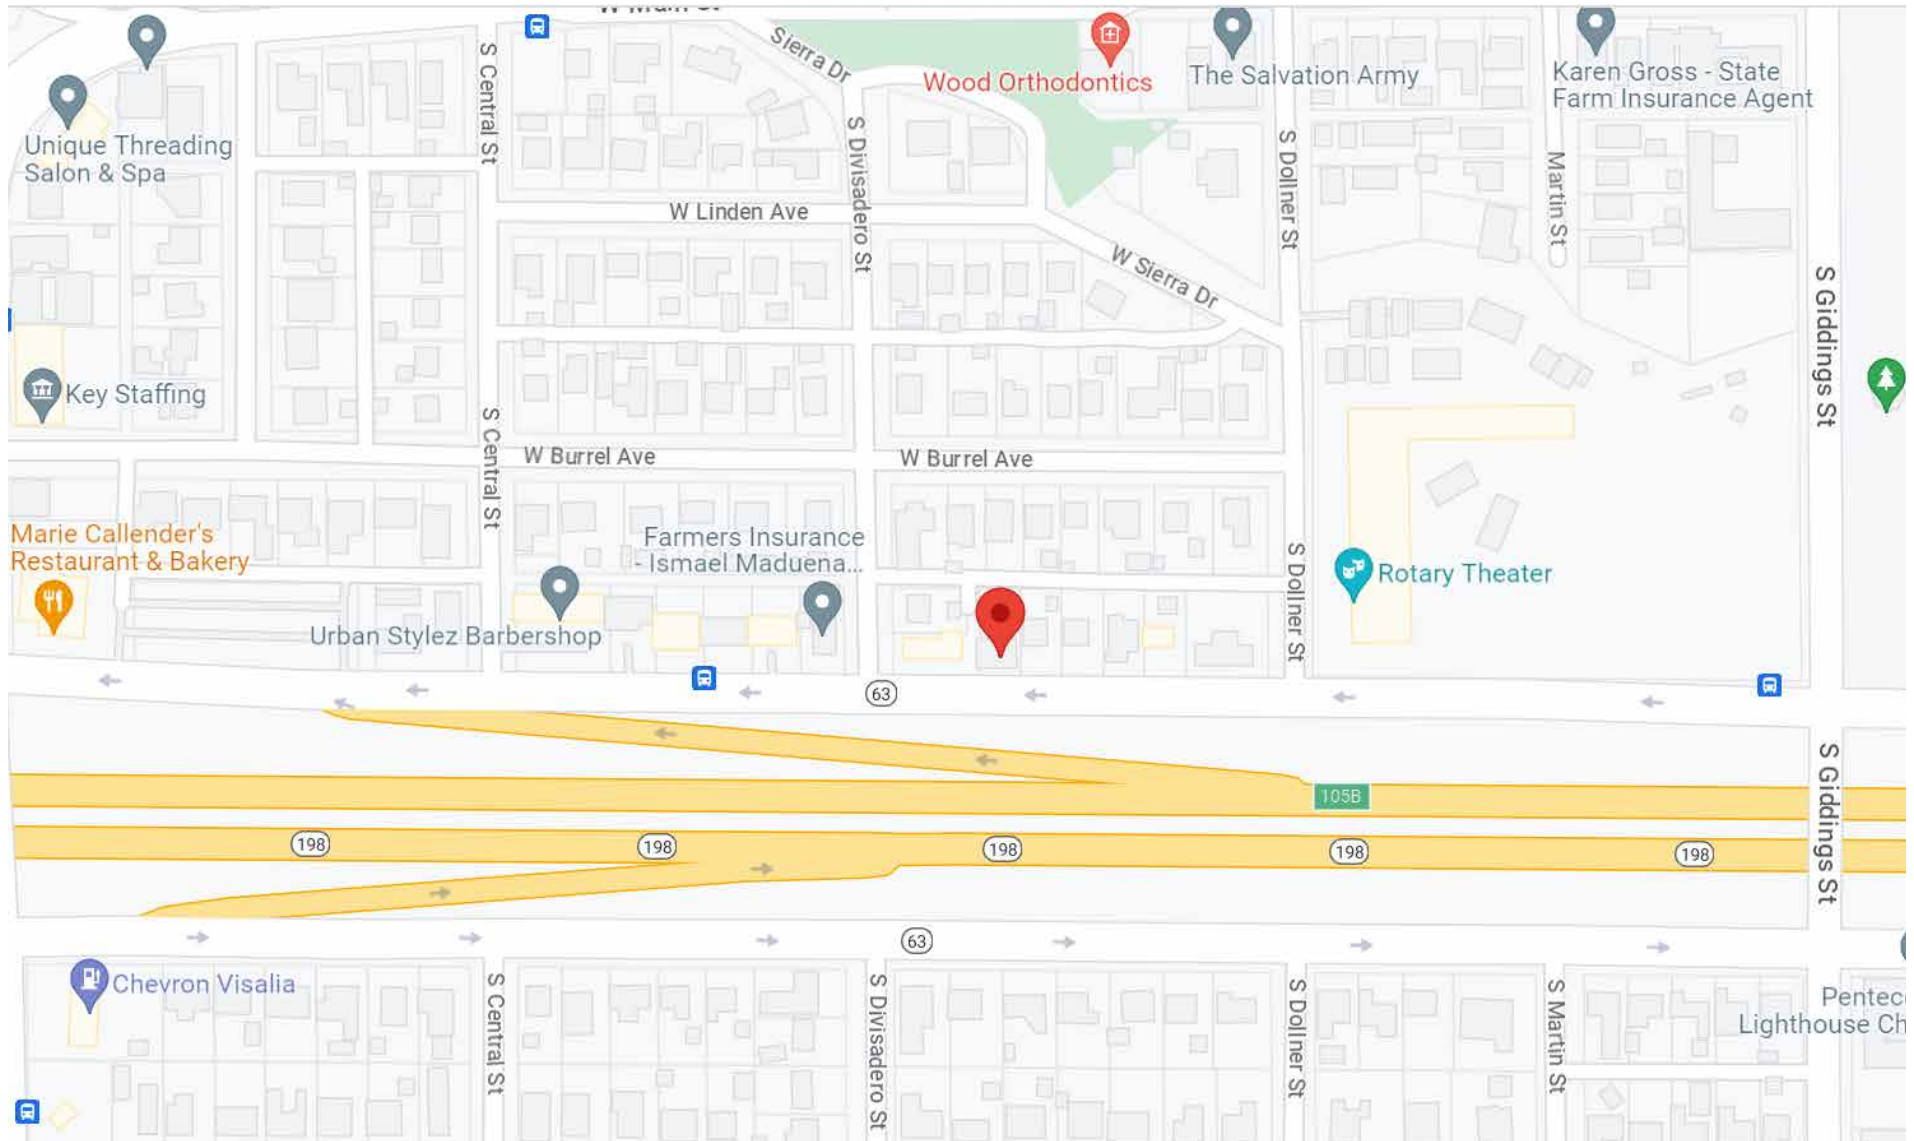 W Main St
Sierra Dr
S Central St
Wood Orthodontics
The Salvation Army
Karen Gross - State
Farm Insurance Agent
Unique Threading
Salon & Spa
S Divisadero St
S Dollner St
Martin St
W Linden Ave
W Sierra Dr
S Giddings St
Key Staffing
S Central St
W Burrel Ave
W Burrel Ave
Marie Callender's
Restaurant & Bakery
Farmers Insurance
- Ismael Maduena...
S Dollner St
Rotary Theater
Urban Stylez Barbershop
63
105B
S Giddings St
198
198
198
198
198
63
Chevron Visalia
S Central St
S Divisadero St
S Dollner St
S Martin St
Lighthouse